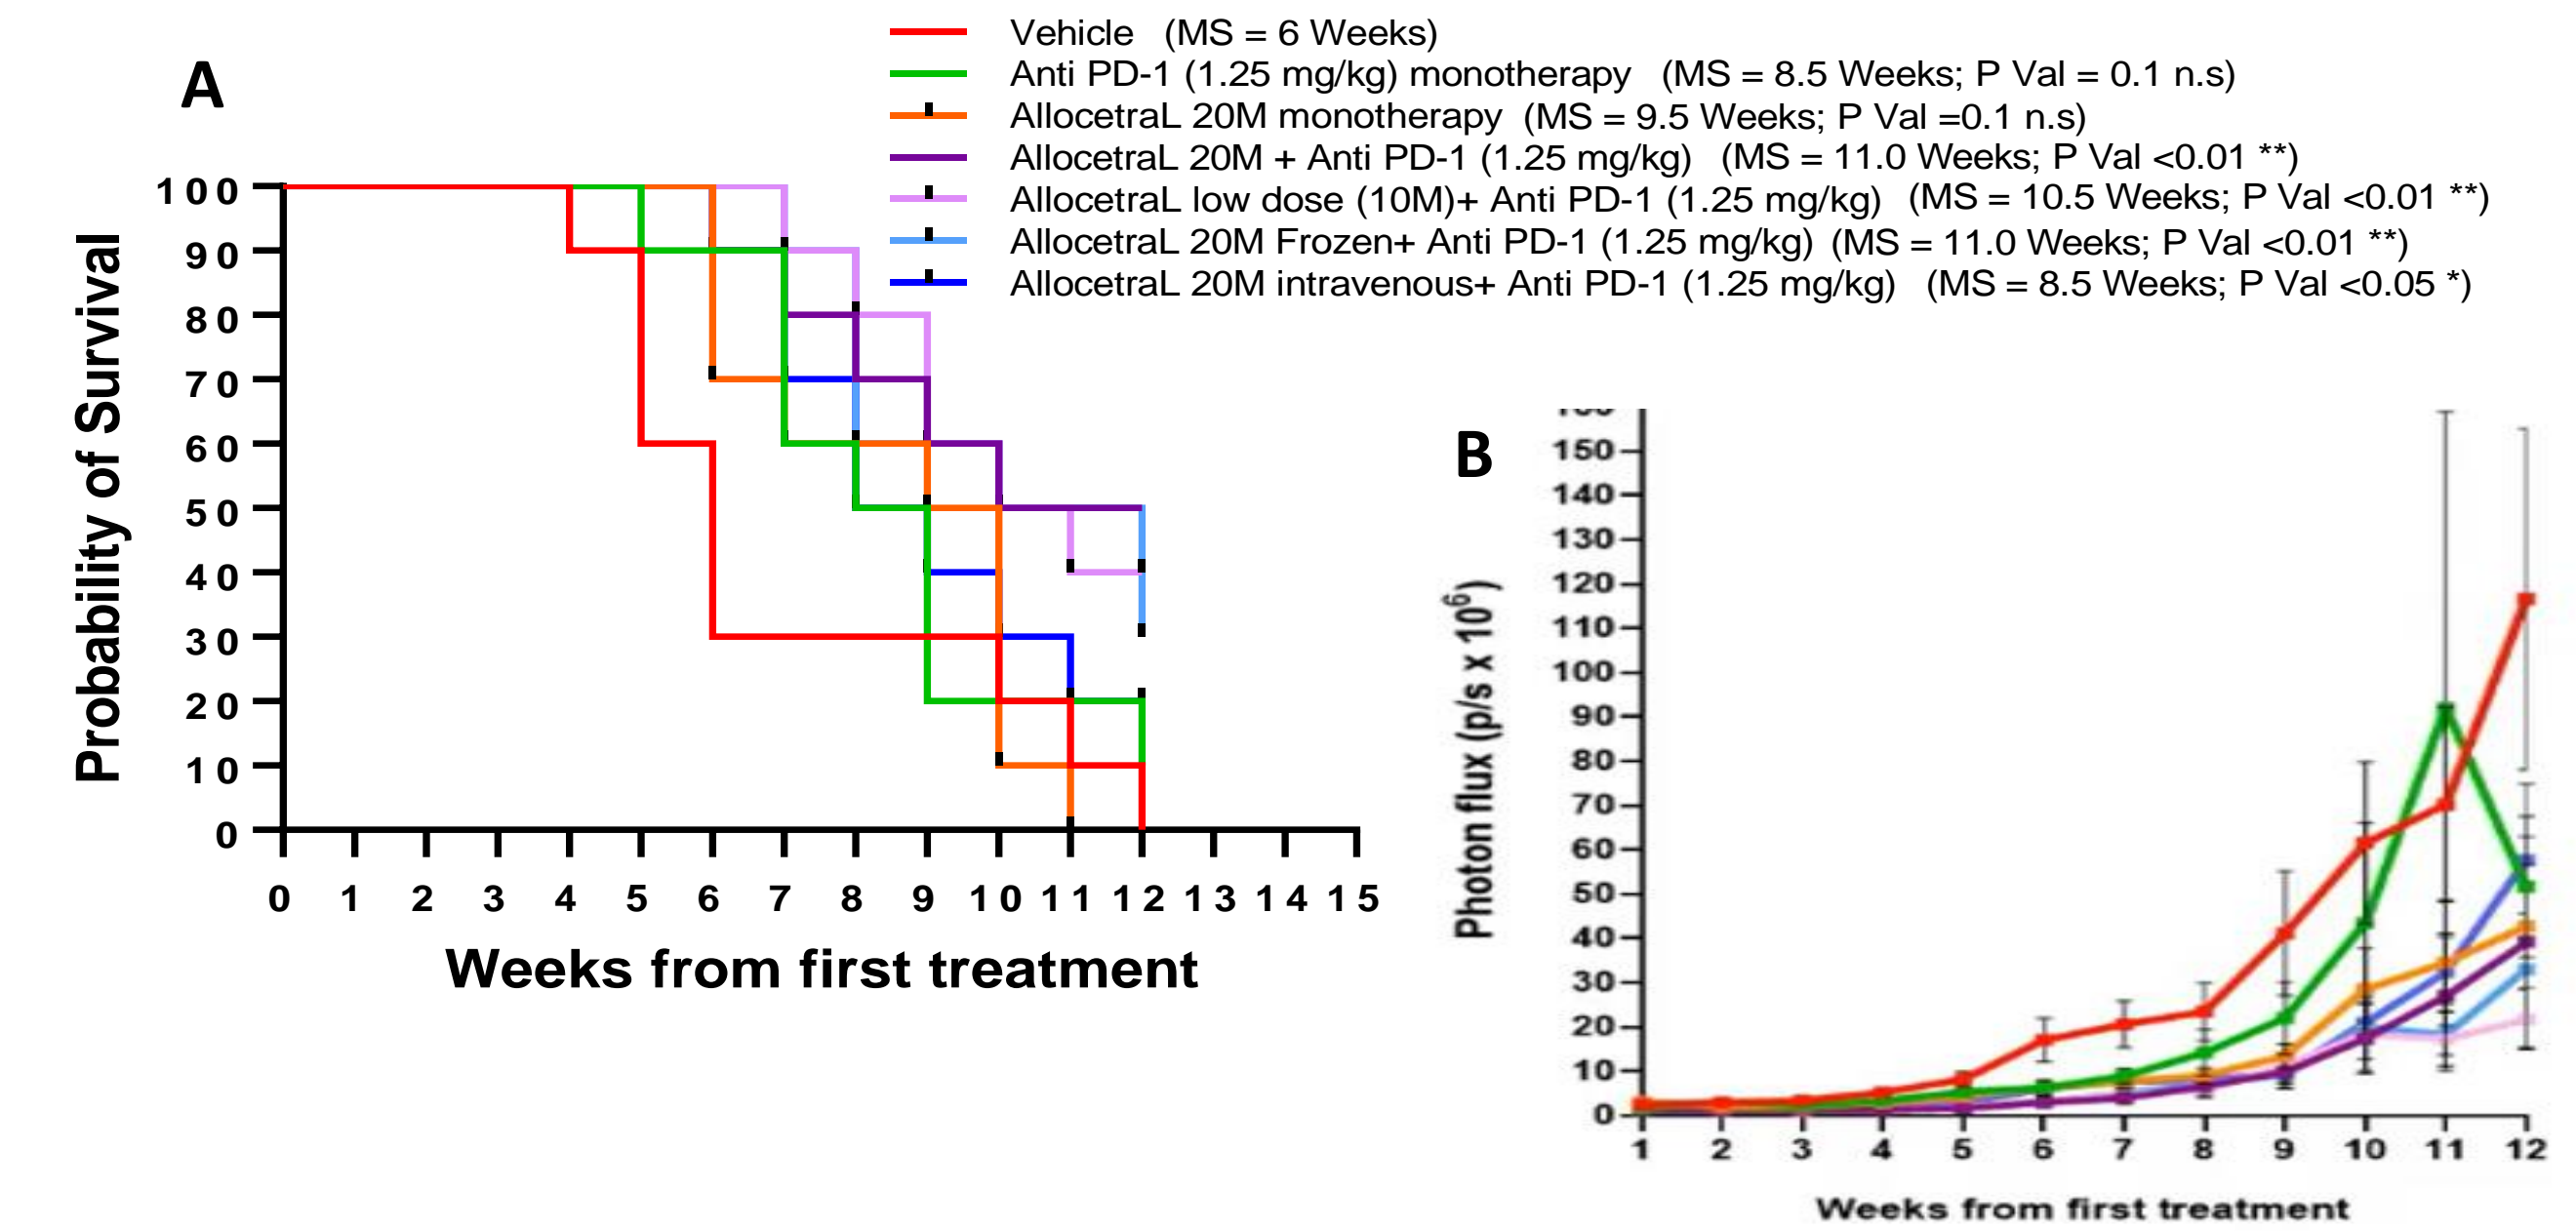 A
Vehicle (MS = 6 Weeks)
Anti PD-1 (1.25 mg/kg) monotherapy (MS = 8.5 Weeks; P Val = 0.1 n.s)
AllocetraL 20M monotherapy (MS = 9.5 Weeks; P Val =0.1 n.s)
AllocetraL 20M + Anti PD-1 (1.25 mg/kg) (MS = 11.0 Weeks; P Val <0.01 **)
AllocetraL low dose (10M)+ Anti PD-1 (1.25 mg/kg) (MS = 10.5 Weeks; P Val <0.01 **)
AllocetraL 20M Frozen+ Anti PD-1 (1.25 mg/kg) (MS = 11.0 Weeks; P Val <0.01 **)
AllocetraL 20M intravenous+ Anti PD-1 (1.25 mg/kg) (MS = 8.5 Weeks; P Val <0.05 *)
Probability of Survival
100
90
80
70
60
50
40
30
20
10
0
0 1 2 3 4 5 6 7 8 9 10 11 12 13 14 15
Weeks from first treatment
B
Photon flux (p/s x 10⁶)
150
140
130
120
110
100
90
80
70
60
50
40
30
20
10
0
1 2 3 4 5 6 7 8 9 10 11 12
Weeks from first treatment